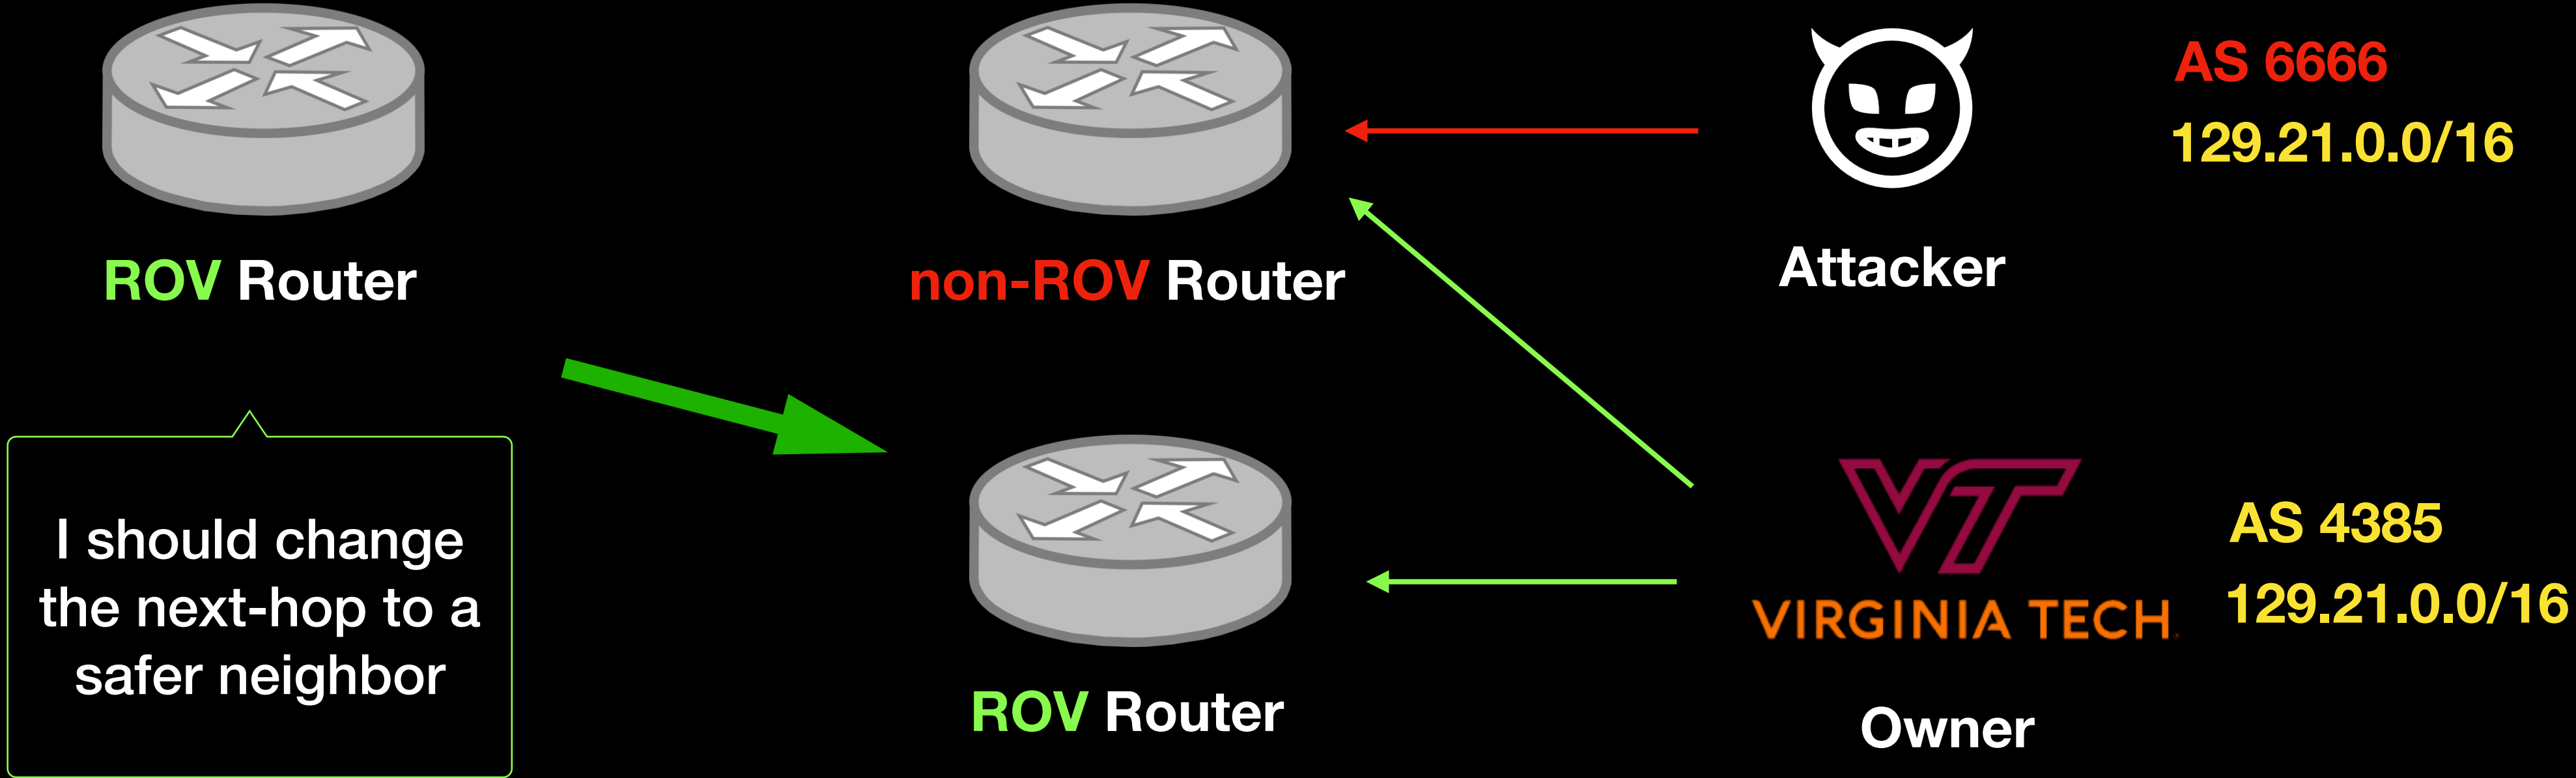 ROV Router
non-ROV Router
Attacker
AS 6666
129.21.0.0/16
I should change
the next-hop to a
safer neighbor
ROV Router
VT
VIRGINIA TECH.
Owner
AS 4385
129.21.0.0/16